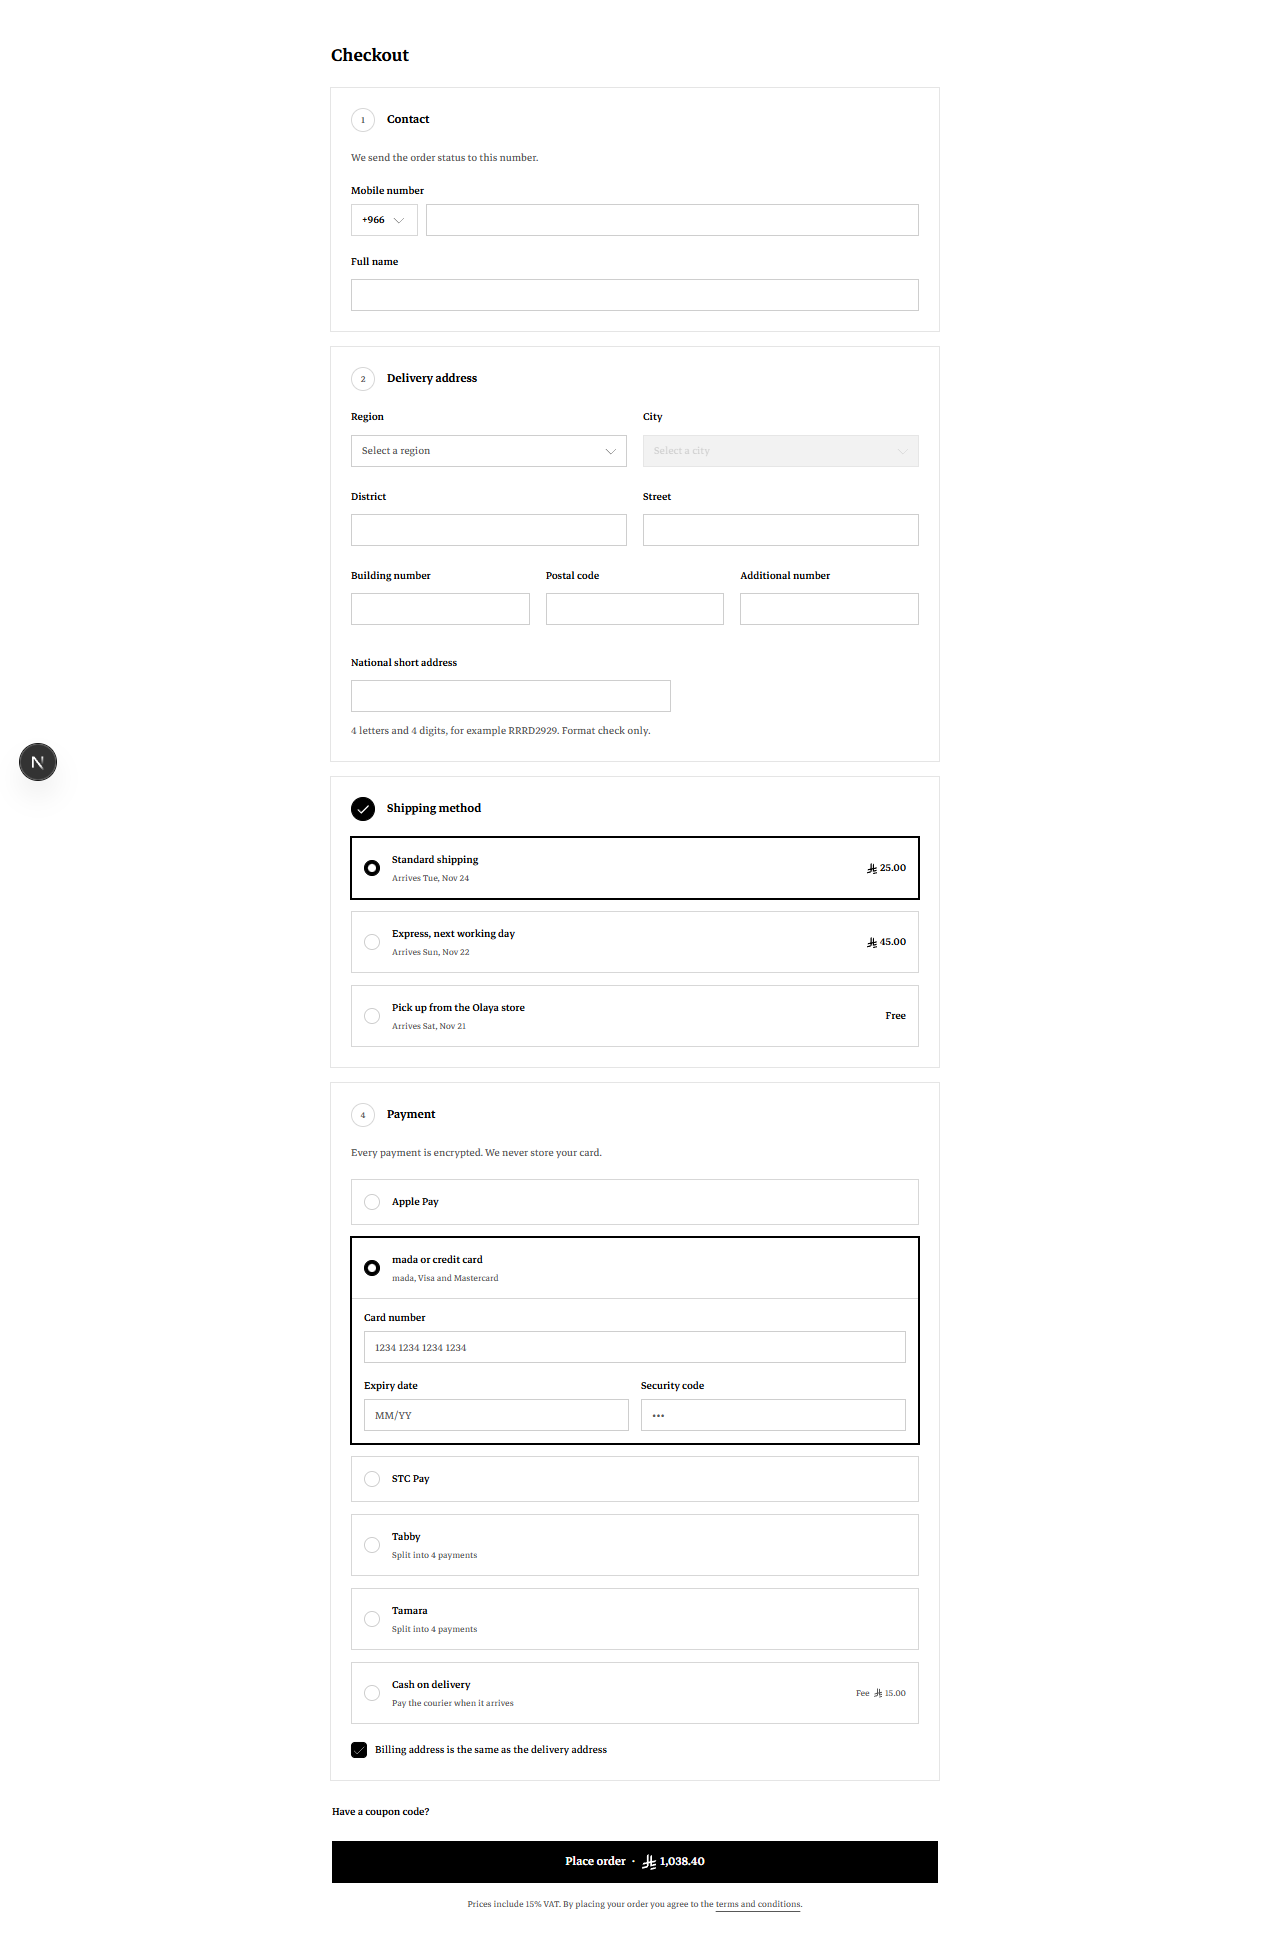 Checkout
1
Contact
We send the order status to this number.
Mobile number
+966
Full name
2
Delivery address
Region
City
Select a region
Select a city
District
Street
Building number
Postal code
Additional number
National short address
4 letters and 4 digits, for example RRRD2929. Format check only.
N
Shipping method
Standard shipping
Arrives Tue, Nov 24
⃁ 25.00
Express, next working day
Arrives Sun, Nov 22
⃁ 45.00
Pick up from the Olaya store
Arrives Sat, Nov 21
Free
4
Payment
Every payment is encrypted. We never store your card.
Apple Pay
mada or credit card
mada, Visa and Mastercard
Card number
1234 1234 1234 1234
Expiry date
Security code
MM/YY
•••
STC Pay
Tabby
Split into 4 payments
Tamara
Split into 4 payments
Cash on delivery
Pay the courier when it arrives
Fee ⃁ 15.00
Billing address is the same as the delivery address
Have a coupon code?
Place order · ⃁ 1,038.40
Prices include 15% VAT. By placing your order you agree to the terms and conditions.